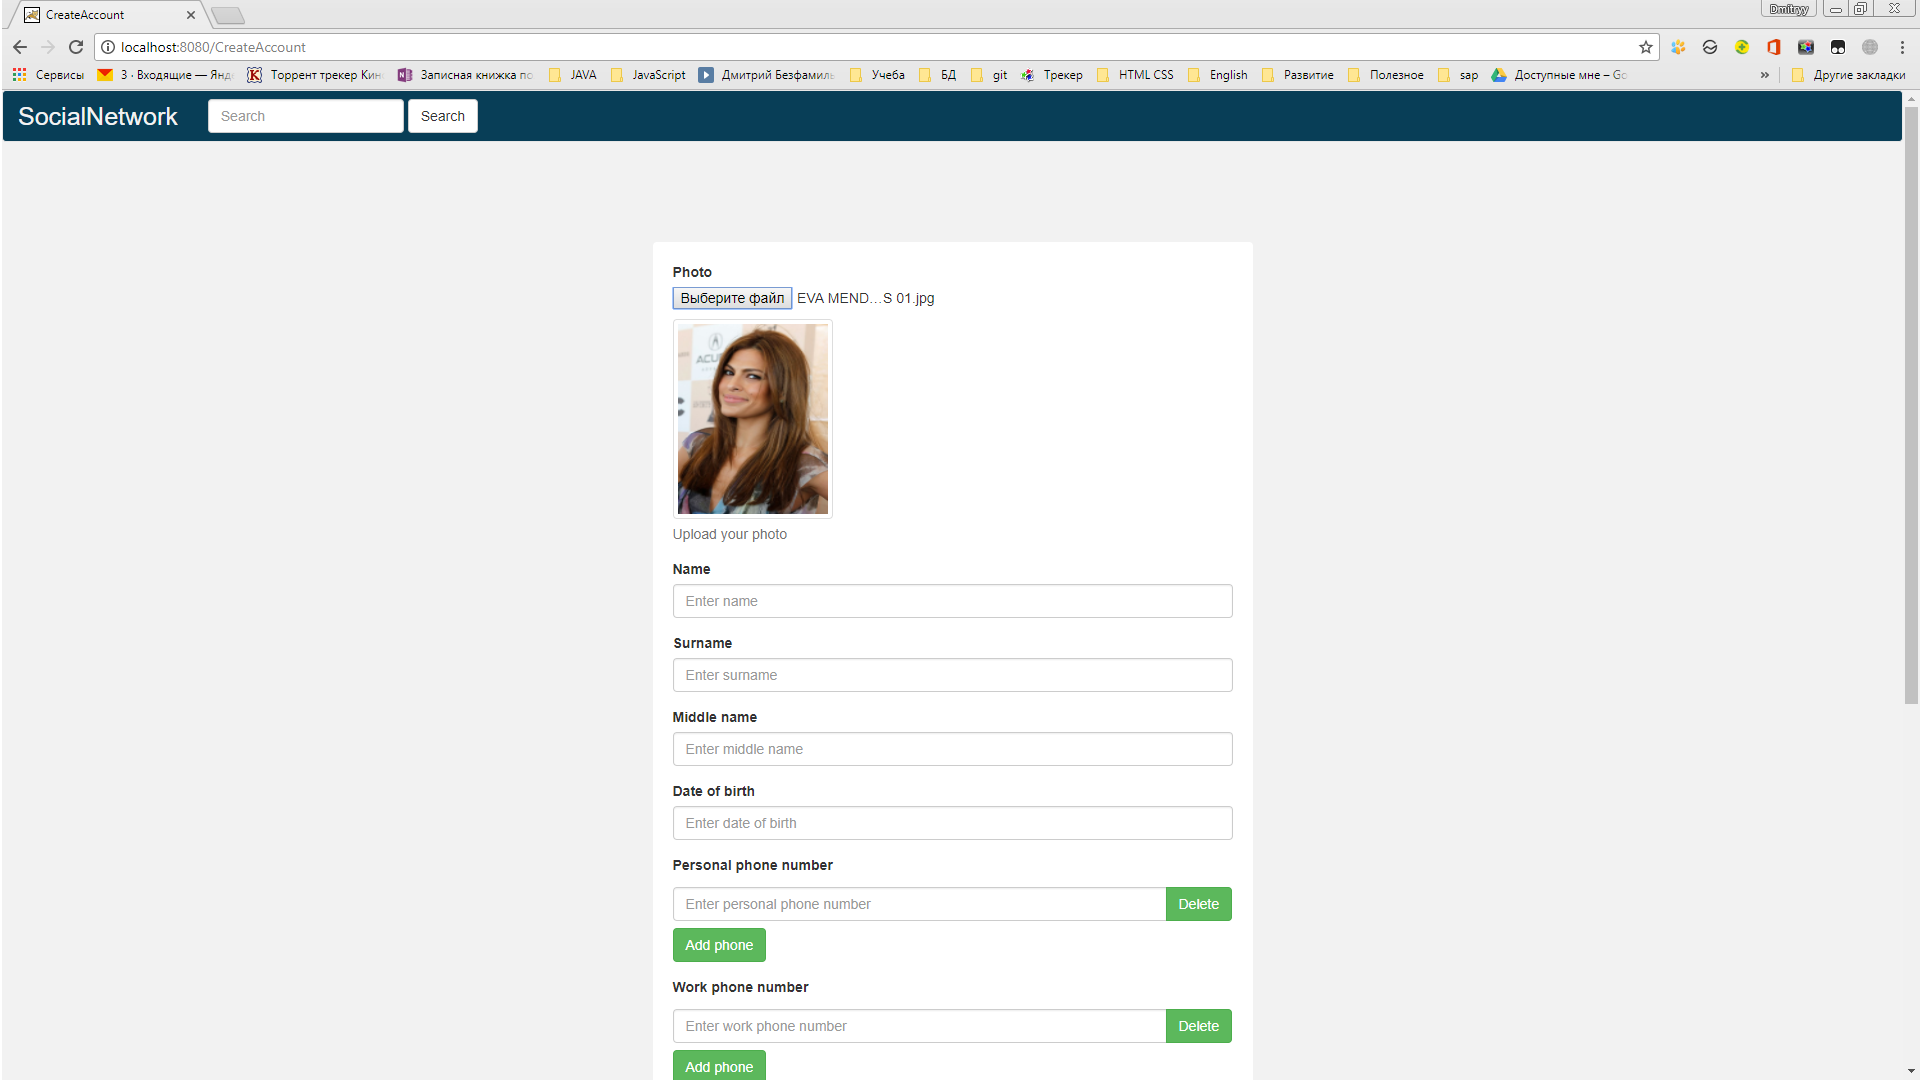 CreateAccount
Dmitryy
localhost:8080/CreateAccount
Сервисы
3 · Входящие — Янд
Торрент трекер Кин
Записная книжка по
JAVA
JavaScript
Дмитрий Безфамиль
Учеба
БД
git
Трекер
HTML CSS
English
Развитие
Полезное
sap
Доступные мне – Go
»
Другие закладки
SocialNetwork
Search
Search
Photo
Выберите файл EVA MEND…S 01.jpg
Upload your photo
Name
Enter name
Surname
Enter surname
Middle name
Enter middle name
Date of birth
Enter date of birth
Personal phone number
Enter personal phone number
Delete
Add phone
Work phone number
Enter work phone number
Delete
Add phone